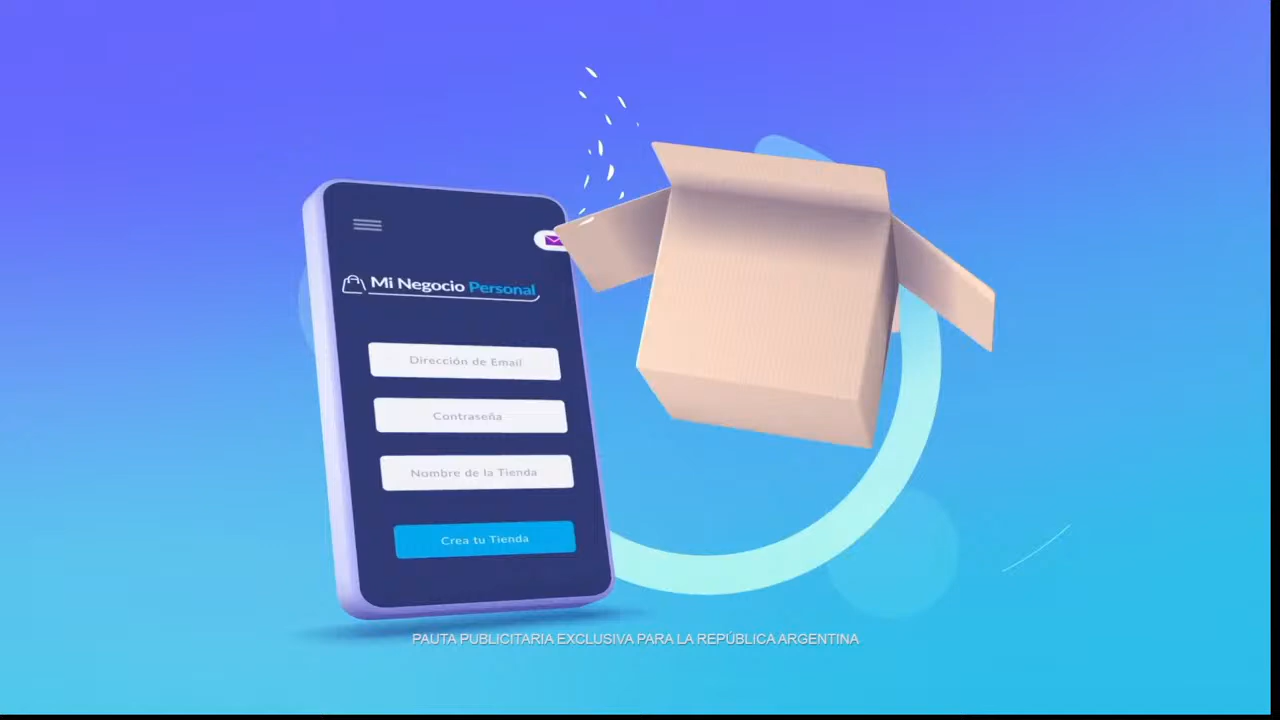 Mi Negocio Personal
Dirección de Email
Contraseña
Nombre de la Tienda
Crea tu Tienda
PAUTA PUBLICITARIA EXCLUSIVA PARA LA REPÚBLICA ARGENTINA